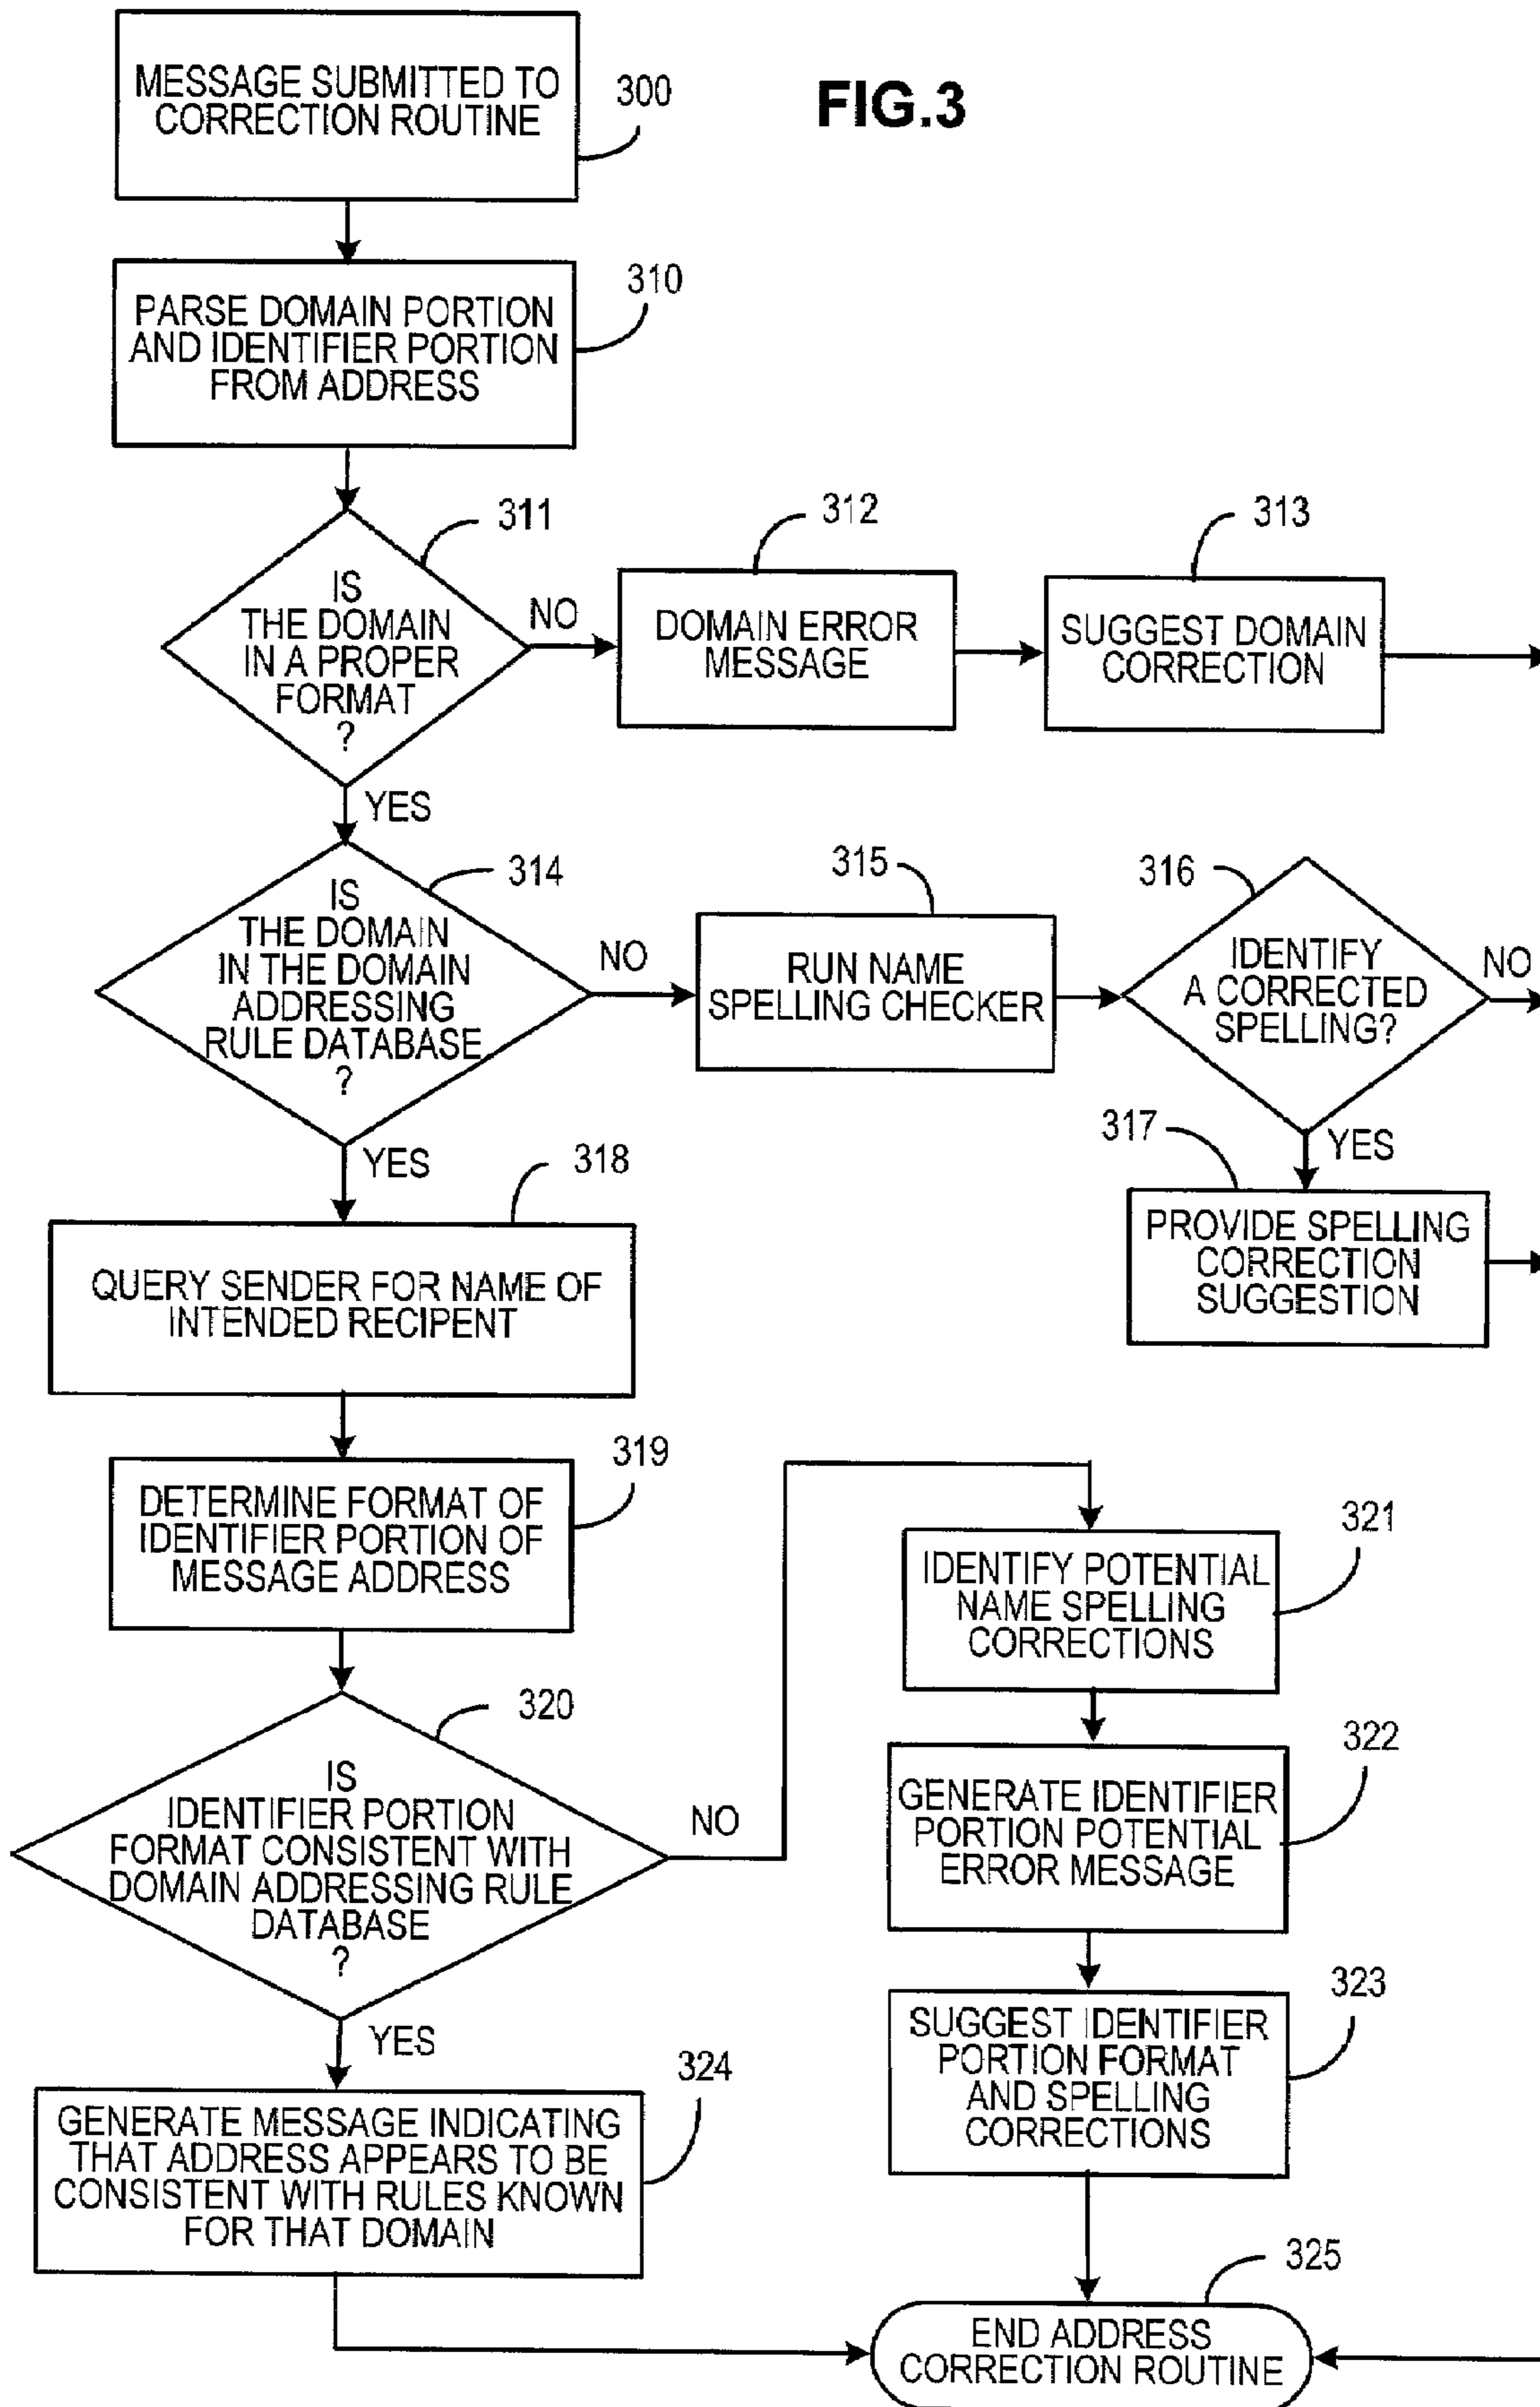 FIG.3
MESSAGE SUBMITTED TO
CORRECTION ROUTINE
300
PARSE DOMAIN PORTION
AND IDENTIFIER PORTION
FROM ADDRESS
310
IS
THE DOMAIN
IN A PROPER
FORMAT
?
311
NO
DOMAIN ERROR
MESSAGE
312
SUGGEST DOMAIN
CORRECTION
313
YES
IS
THE DOMAIN
IN THE DOMAIN
ADDRESSING
RULE DATABASE
?
314
NO
RUN NAME
SPELLING CHECKER
315
IDENTIFY
A CORRECTED
SPELLING?
316
NO
YES
317
PROVIDE SPELLING
CORRECTION
SUGGESTION
YES
318
QUERY SENDER FOR NAME OF
INTENDED RECIPENT
319
DETERMINE FORMAT OF
IDENTIFIER PORTION OF
MESSAGE ADDRESS
320
IS
IDENTIFIER PORTION
FORMAT CONSISTENT WITH
DOMAIN ADDRESSING RULE
DATABASE
?
NO
321
IDENTIFY POTENTIAL
NAME SPELLING
CORRECTIONS
322
GENERATE IDENTIFIER
PORTION POTENTIAL
ERROR MESSAGE
323
SUGGEST IDENTIFIER
PORTION FORMAT
AND SPELLING
CORRECTIONS
YES
324
GENERATE MESSAGE INDICATING
THAT ADDRESS APPEARS TO BE
CONSISTENT WITH RULES KNOWN
FOR THAT DOMAIN
325
END ADDRESS
CORRECTION ROUTINE